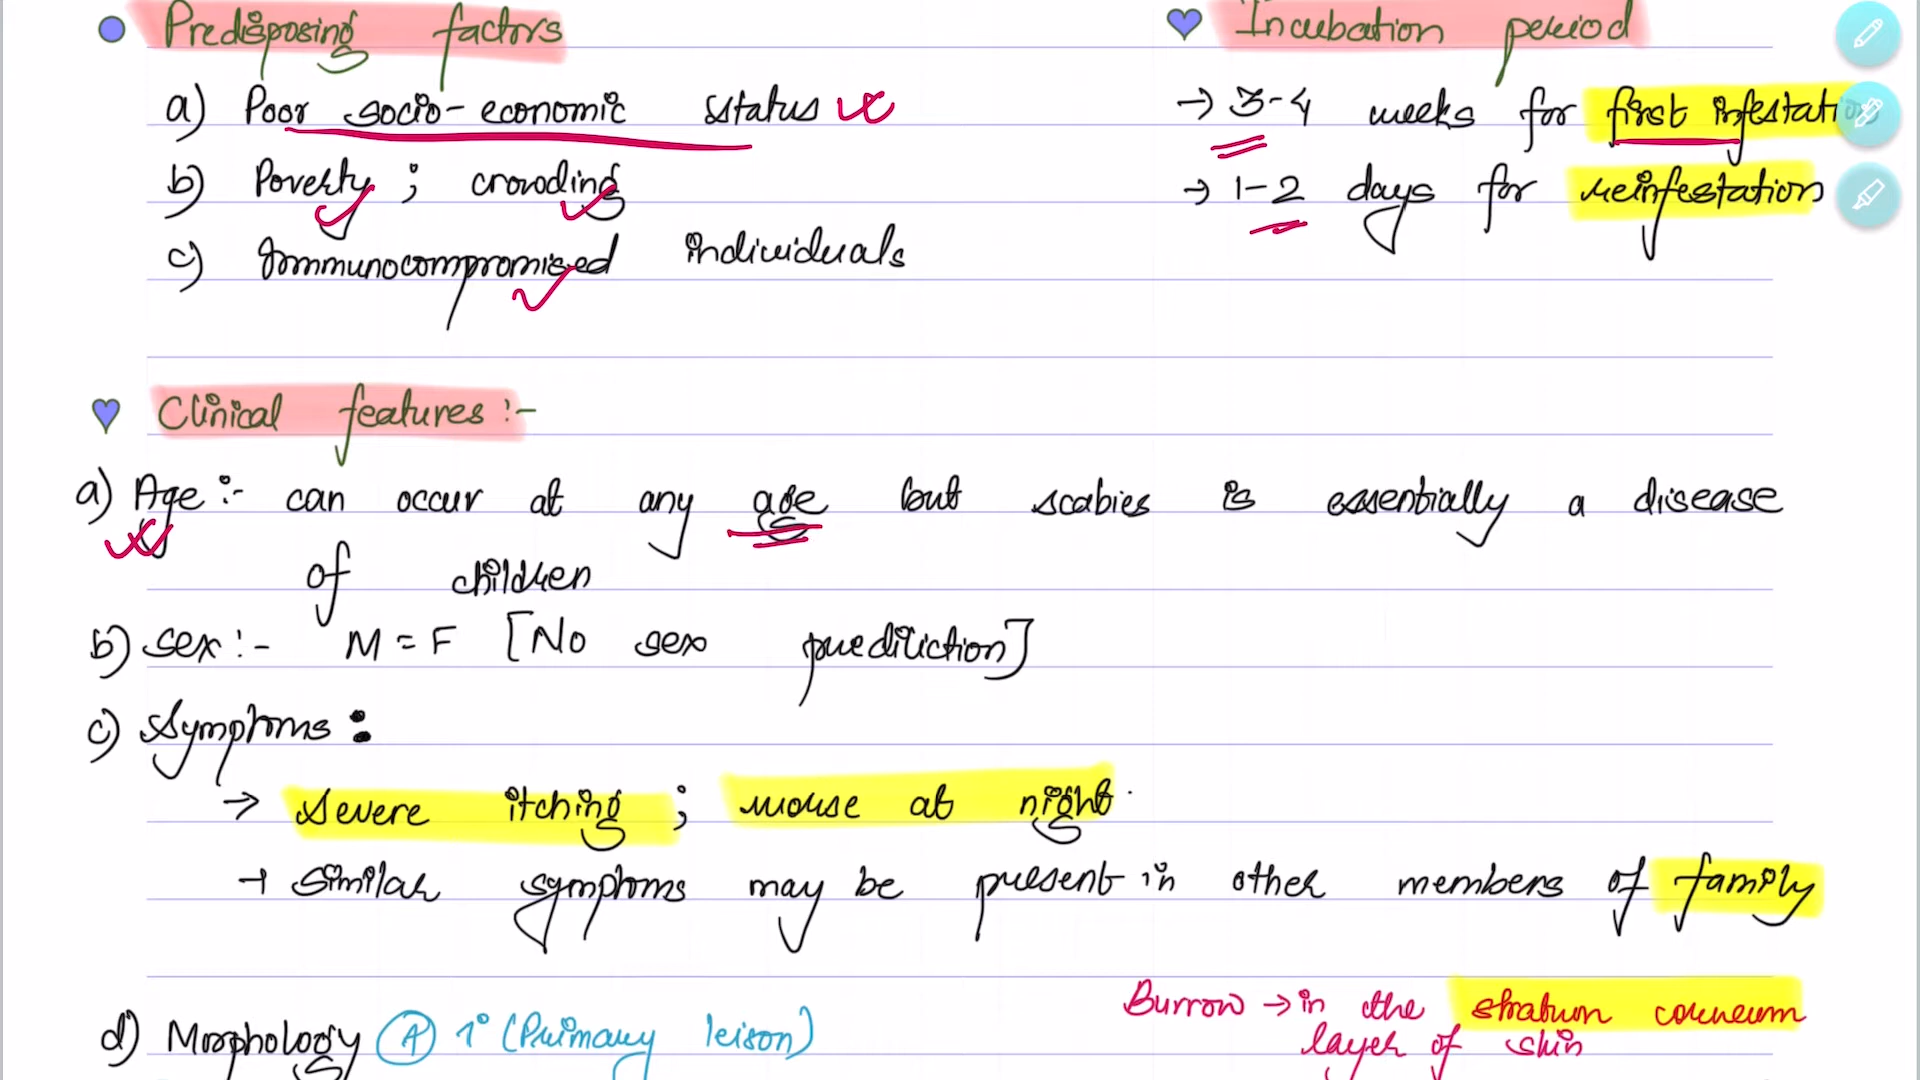 Predisposing factors
a) Poor socio-economic status
b) Poverty ; crowding
c) Immunocompromised individuals
Incubation period
→ 3-4 weeks for first infestation
→ 1-2 days for reinfestation
Clinical features :-
a) Age :- can occur at any age but scabies is essentially a disease
of children
b) sex :- M = F [No sex prediliction]
c) Symptoms :
→ severe itching ; worse at night.
→ similar symptoms may be present in other members of family
d) Morphology (A) 1° (Primary leison)
Burrow → in the stratum corneum
layer of skin